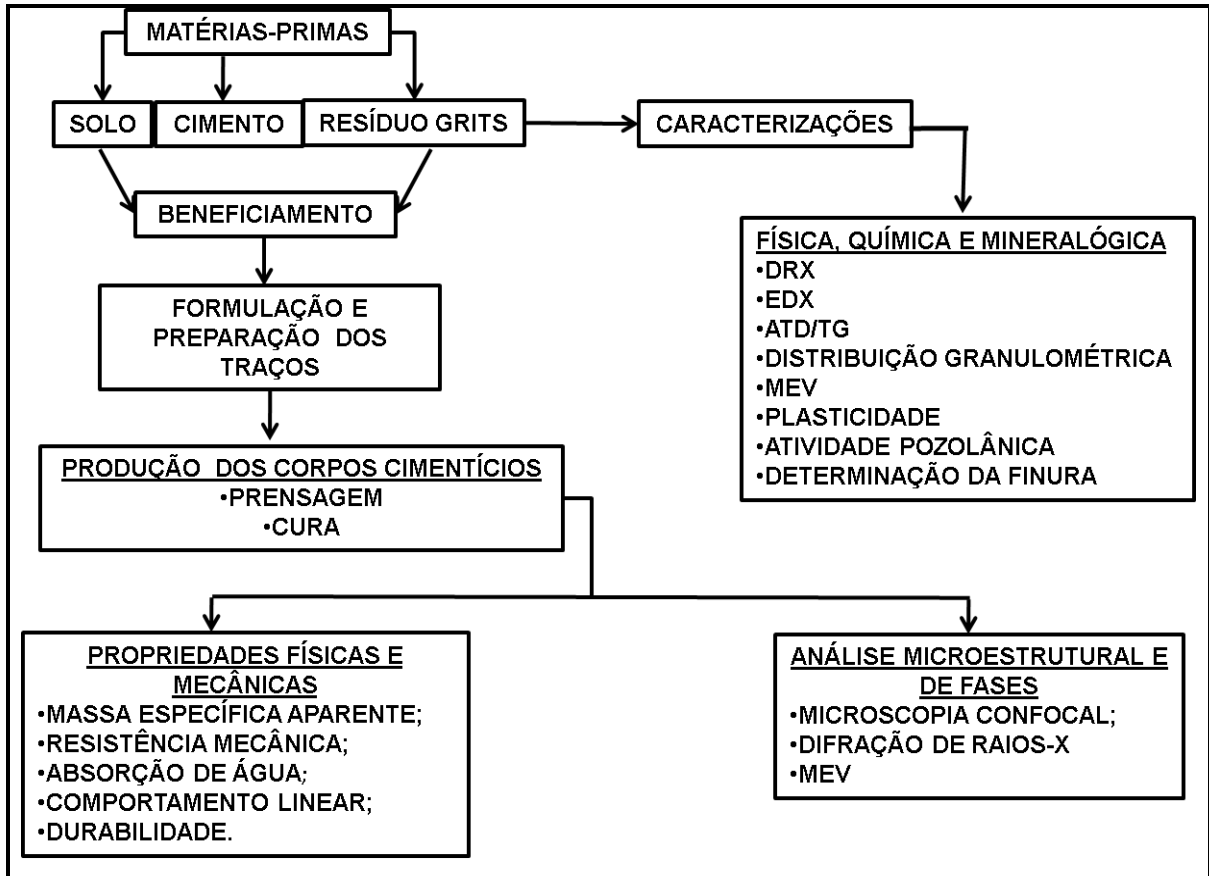 MATÉRIAS-PRIMAS
SOLO
CIMENTO
RESÍDUO GRITS
CARACTERIZAÇÕES
BENEFICIAMENTO
FÍSICA, QUÍMICA E MINERALÓGICA
•DRX
•EDX
•ATD/TG
•DISTRIBUIÇÃO GRANULOMÉTRICA
•MEV
•PLASTICIDADE
•ATIVIDADE POZOLÂNICA
•DETERMINAÇÃO DA FINURA
FORMULAÇÃO E
PREPARAÇÃO DOS
TRAÇOS
PRODUÇÃO DOS CORPOS CIMENTÍCIOS
•PRENSAGEM
•CURA
PROPRIEDADES FÍSICAS E
MECÂNICAS
•MASSA ESPECÍFICA APARENTE;
•RESISTÊNCIA MECÂNICA;
•ABSORÇÃO DE ÁGUA;
•COMPORTAMENTO LINEAR;
•DURABILIDADE.
ANÁLISE MICROESTRUTURAL E
DE FASES
•MICROSCOPIA CONFOCAL;
•DIFRAÇÃO DE RAIOS-X
•MEV